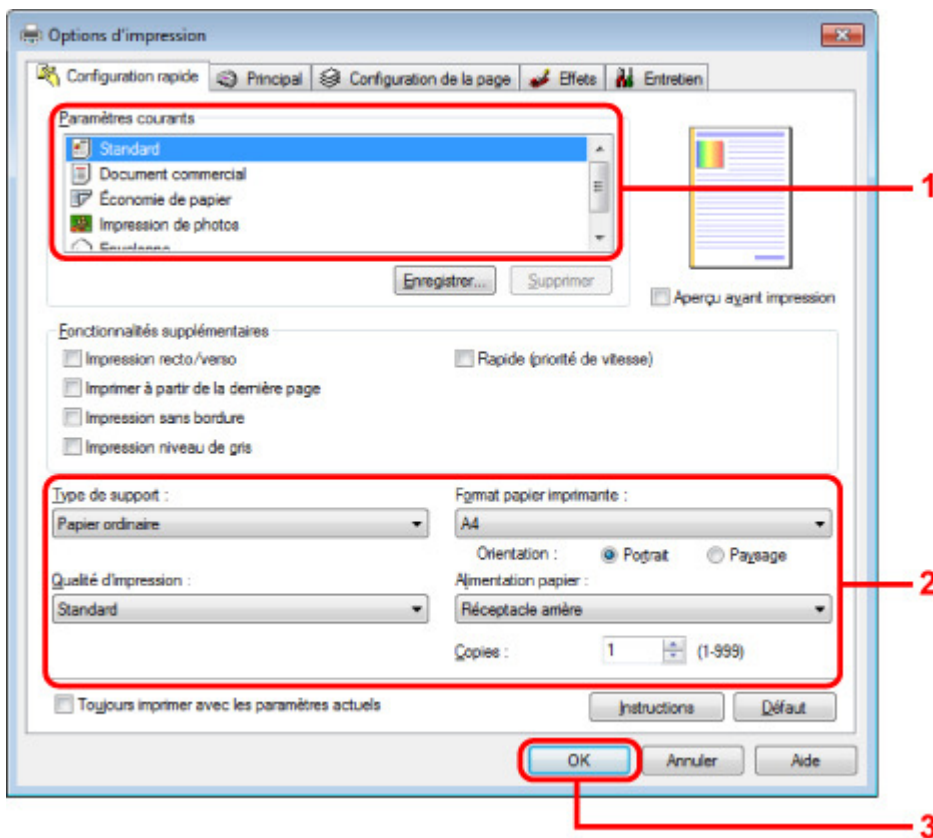 Options d'impression
Configuration rapide Principal Configuration de la page Effets Entretien
Paramètres courants
Standard
Document commercial
Économie de papier
Impression de photos
Enveloppe
1
Enregistrer... Supprimer
Aperçu avant impression
Fonctionnalités supplémentaires
Impression recto/verso Rapide (priorité de vitesse)
Imprimer à partir de la dernière page
Impression sans bordure
Impression niveau de gris
Type de support : Format papier imprimante :
Papier ordinaire A4
Orientation : Portrait Paysage
2
Qualité d'impression : Alimentation papier :
Standard Réceptacle arrière
Copies : 1 (1-999)
Toujours imprimer avec les paramètres actuels Instructions Défaut
OK Annuler Aide
3